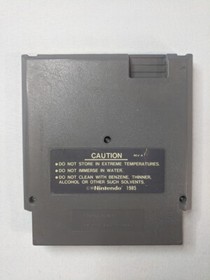 CAUTION
•DO NOT STORE IN EXTREME TEMPERATURES.
•DO NOT IMMERSE IN WATER.
•DO NOT CLEAN WITH BENZENE, THINNER,
ALCOHOL OR OTHER SUCH SOLVENTS.
©Nintendo 1985